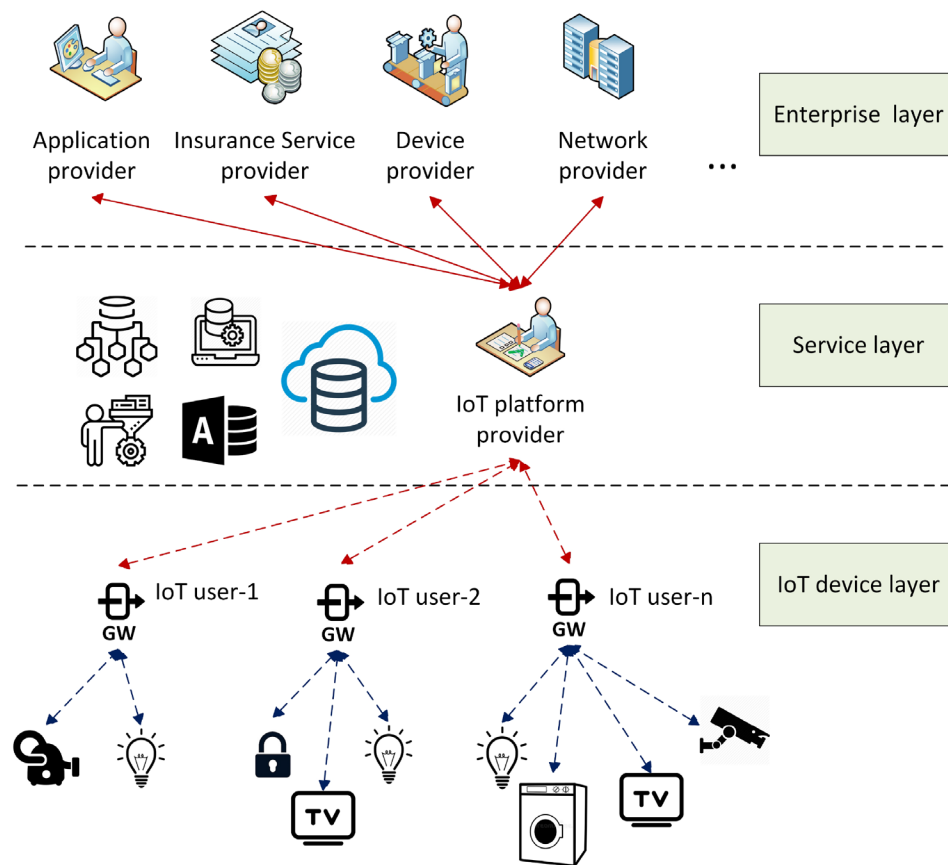 Application
provider
Insurance Service
provider
Device
provider
Network
provider
...
Enterprise layer
Service layer
A
IoT platform
provider
IoT user-1
IoT user-2
IoT user-n
IoT device layer
GW
GW
GW
TV
TV